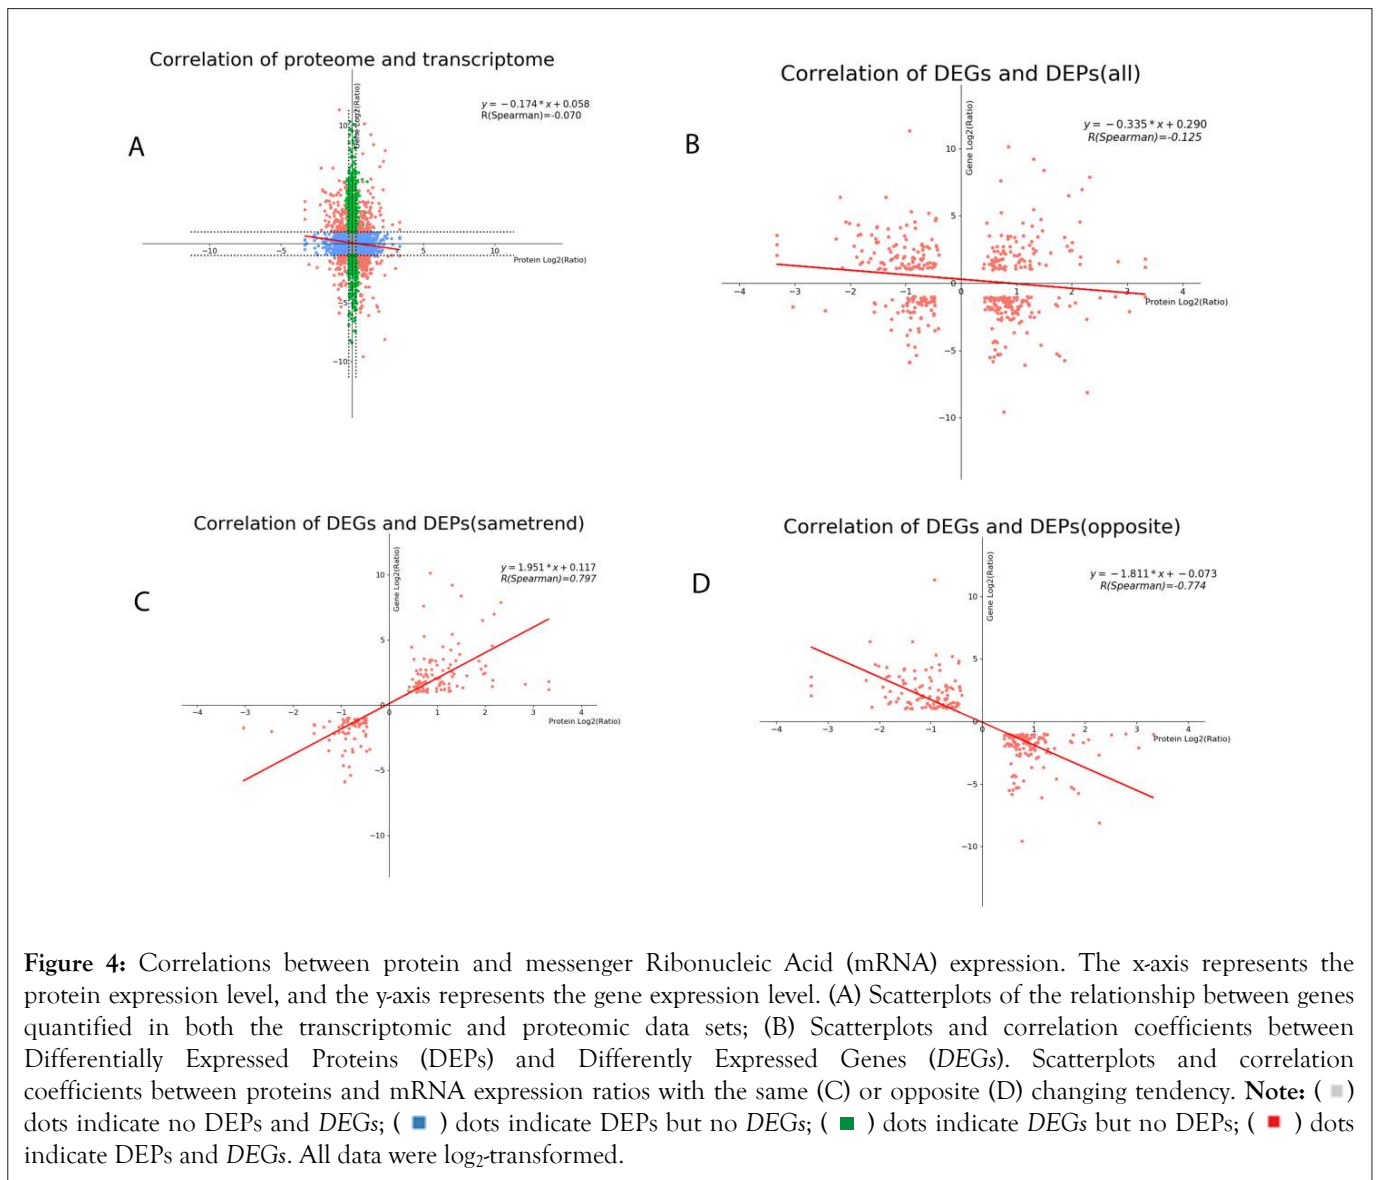 Correlation of proteome and transcriptome
A
y = −0.174 * x + 0.058
R(Spearman)=-0.070
Gene Log2(Ratio)
10
−10
−5
5
10
Protein Log2(Ratio)
−5
−10
Correlation of DEGs and DEPs(all)
B
y = −0.335 * x + 0.290
R(Spearman)=-0.125
Gene Log2(Ratio)
10
5
0
−4
−3
−2
−1
0
1
2
3
4
Protein Log2(Ratio)
−5
−10
Correlation of DEGs and DEPs(sametrend)
C
y = 1.951 * x + 0.117
R(Spearman)=0.797
Gene Log2(Ratio)
10
5
0
−4
−3
−2
−1
0
1
2
3
4
Protein Log2(Ratio)
−5
−10
Correlation of DEGs and DEPs(opposite)
D
y = −1.811 * x + −0.073
R(Spearman)=-0.774
Gene Log2(Ratio)
10
5
0
−4
−3
−2
−1
0
1
2
3
4
Protein Log2(Ratio)
−5
−10
Figure 4: Correlations between protein and messenger Ribonucleic Acid (mRNA) expression. The x-axis represents the
protein expression level, and the y-axis represents the gene expression level. (A) Scatterplots of the relationship between genes
quantified in both the transcriptomic and proteomic data sets; (B) Scatterplots and correlation coefficients between
Differentially Expressed Proteins (DEPs) and Differently Expressed Genes (DEGs). Scatterplots and correlation
coefficients between proteins and mRNA expression ratios with the same (C) or opposite (D) changing tendency. Note: ( )
dots indicate no DEPs and DEGs; ( ) dots indicate DEPs but no DEGs; ( ) dots indicate DEGs but no DEPs; ( ) dots
indicate DEPs and DEGs. All data were log₂-transformed.